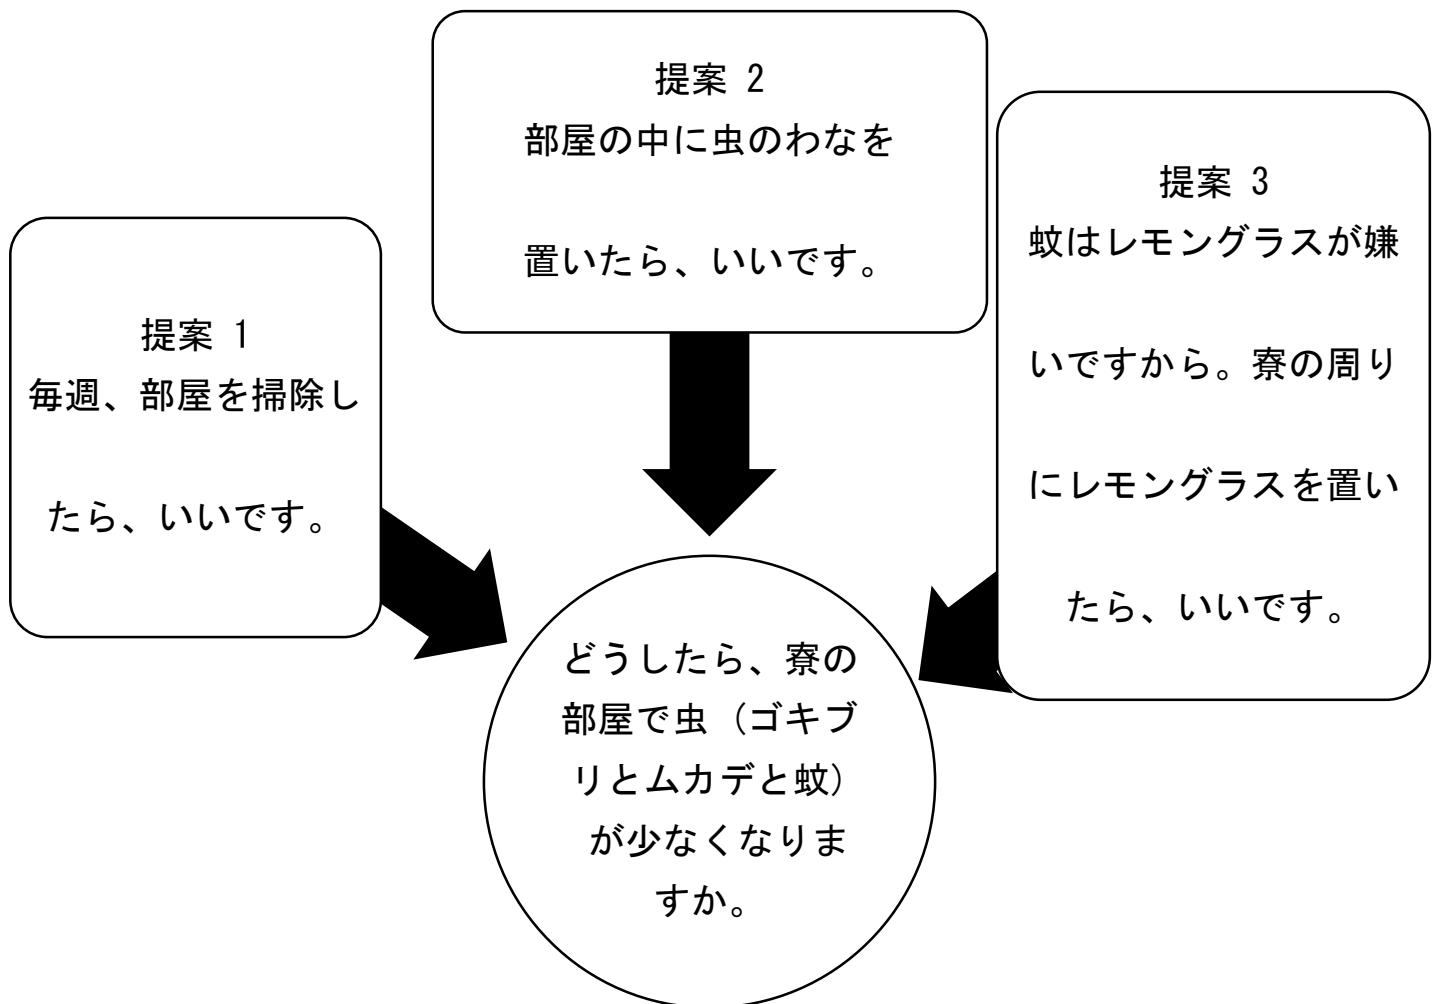 提案 1
毎週、部屋を掃除し
たら、いいです。
提案 2
部屋の中に虫のわなを
置いたら、いいです。
提案 3
蚊はレモングラスが嫌
いですから。寮の周り
にレモングラスを置い
たら、いいです。
どうしたら、寮の
部屋で虫（ゴキブ
リとムカデと蚊）
が少なくなりま
すか。